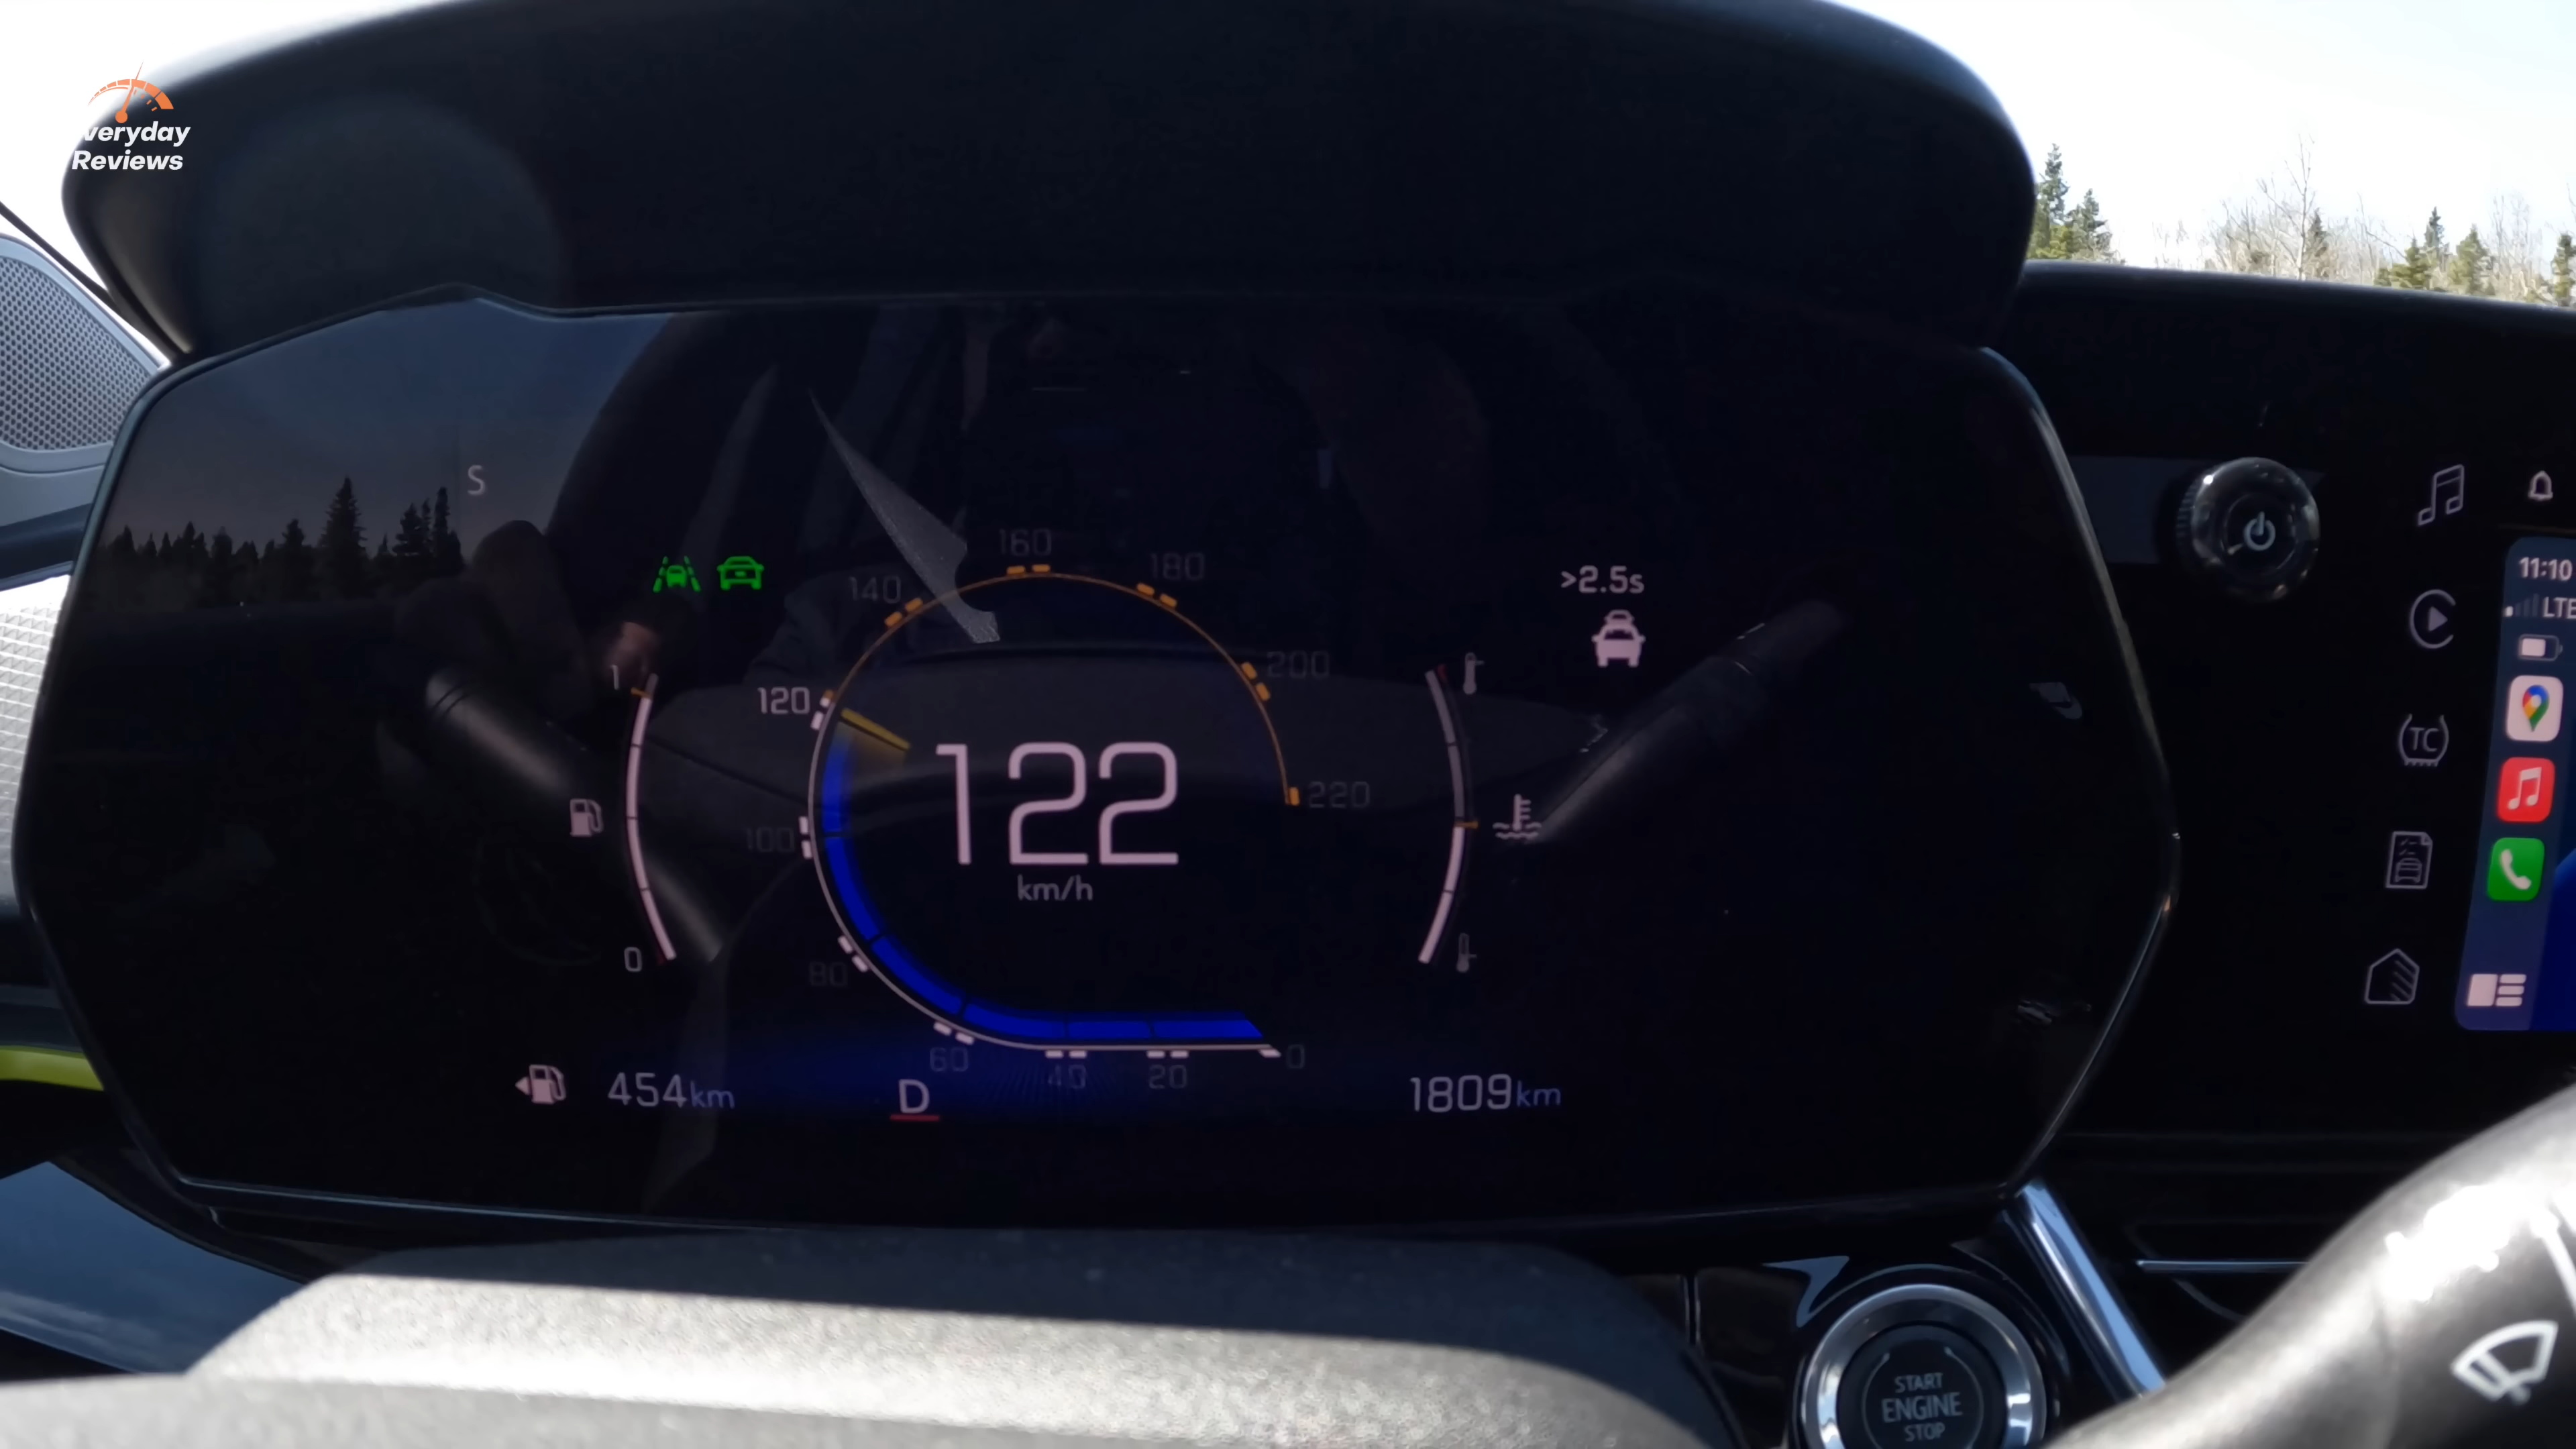 veryday
Reviews
S
>2.5s
160
140
180
120
200
100
220
80
60
40
20
0
122
km/h
1
0
454km
D
1809km
11:10
LTE
TC
START
ENGINE
STOP